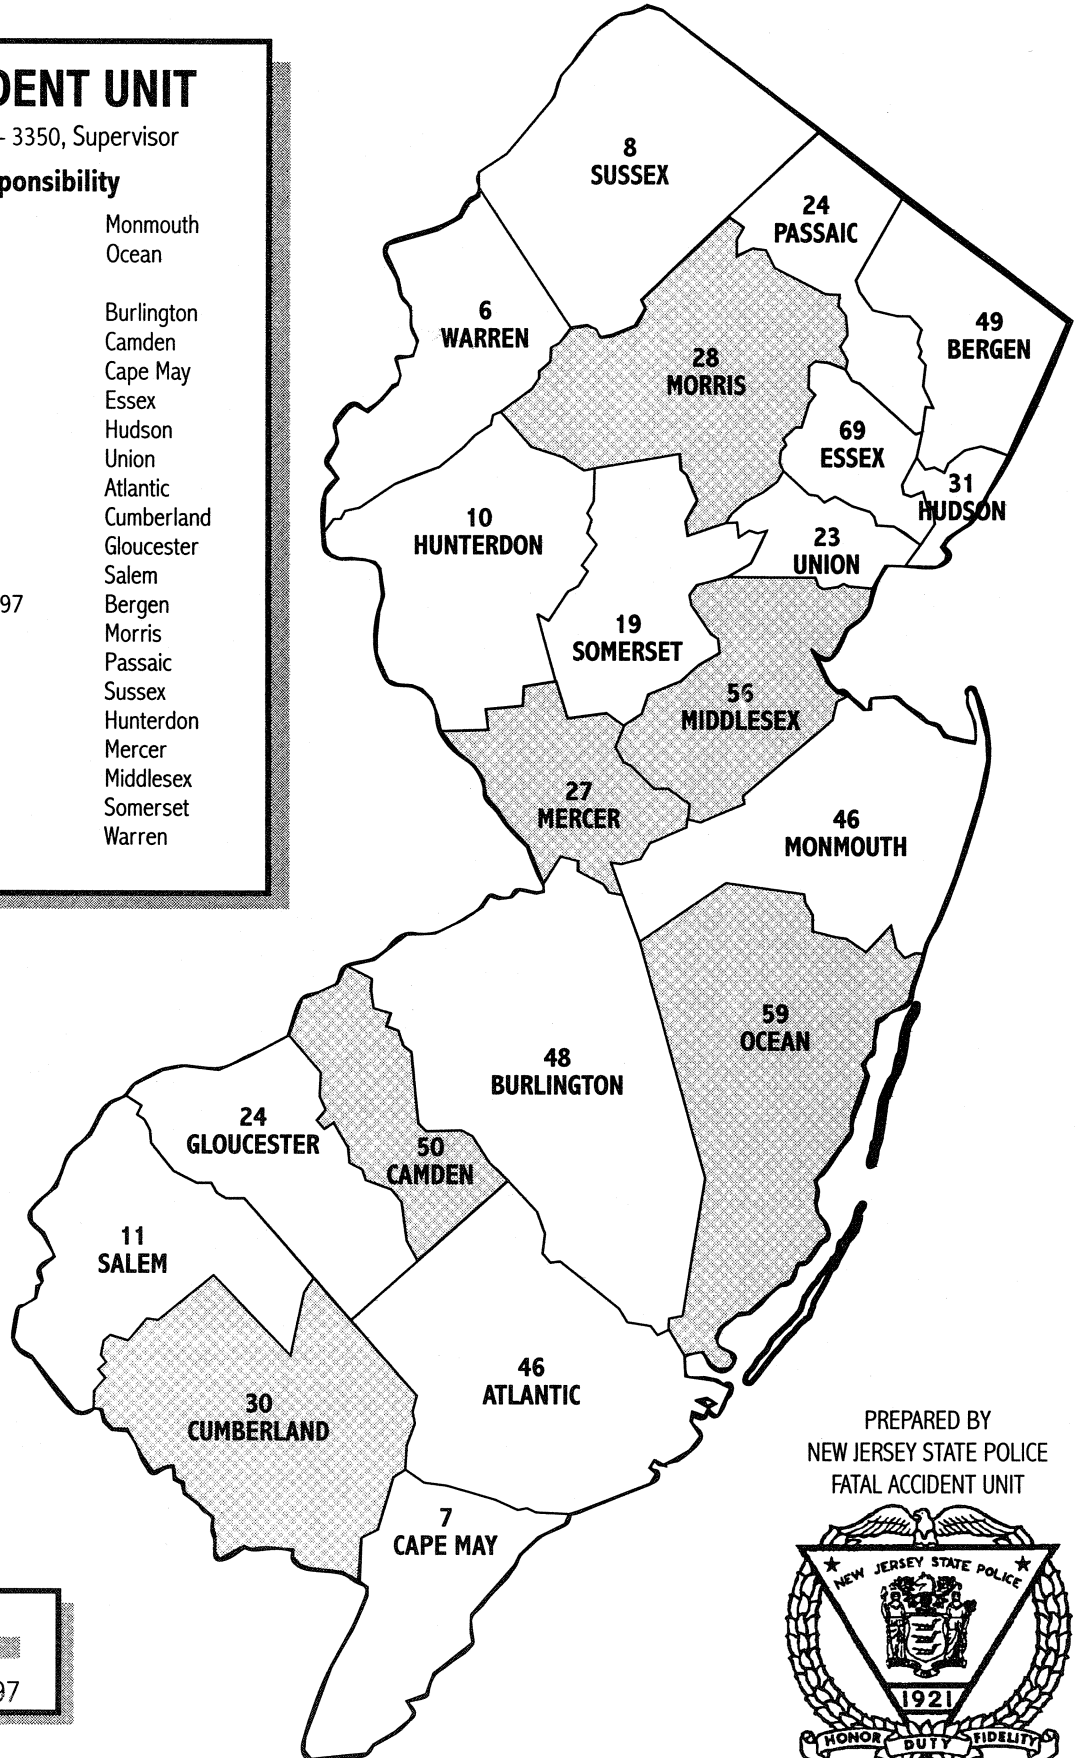 DENT UNIT
- 3350, Supervisor
ponsibility
Monmouth
Ocean
Burlington
Camden
Cape May
Essex
Hudson
Union
Atlantic
Cumberland
Gloucester
Salem
97
Bergen
Morris
Passaic
Sussex
Hunterdon
Mercer
Middlesex
Somerset
Warren
8
SUSSEX
24
PASSAIC
6
WARREN
49
BERGEN
28
MORRIS
69
ESSEX
31
HUDSON
10
HUNTERDON
23
UNION
19
SOMERSET
56
MIDDLESEX
27
MERCER
46
MONMOUTH
59
OCEAN
48
BURLINGTON
24
GLOUCESTER
50
CAMDEN
11
SALEM
46
ATLANTIC
30
CUMBERLAND
7
CAPE MAY
97
PREPARED BY
NEW JERSEY STATE POLICE
FATAL ACCIDENT UNIT
NEW JERSEY STATE POLICE
1921
HONOR DUTY FIDELITY